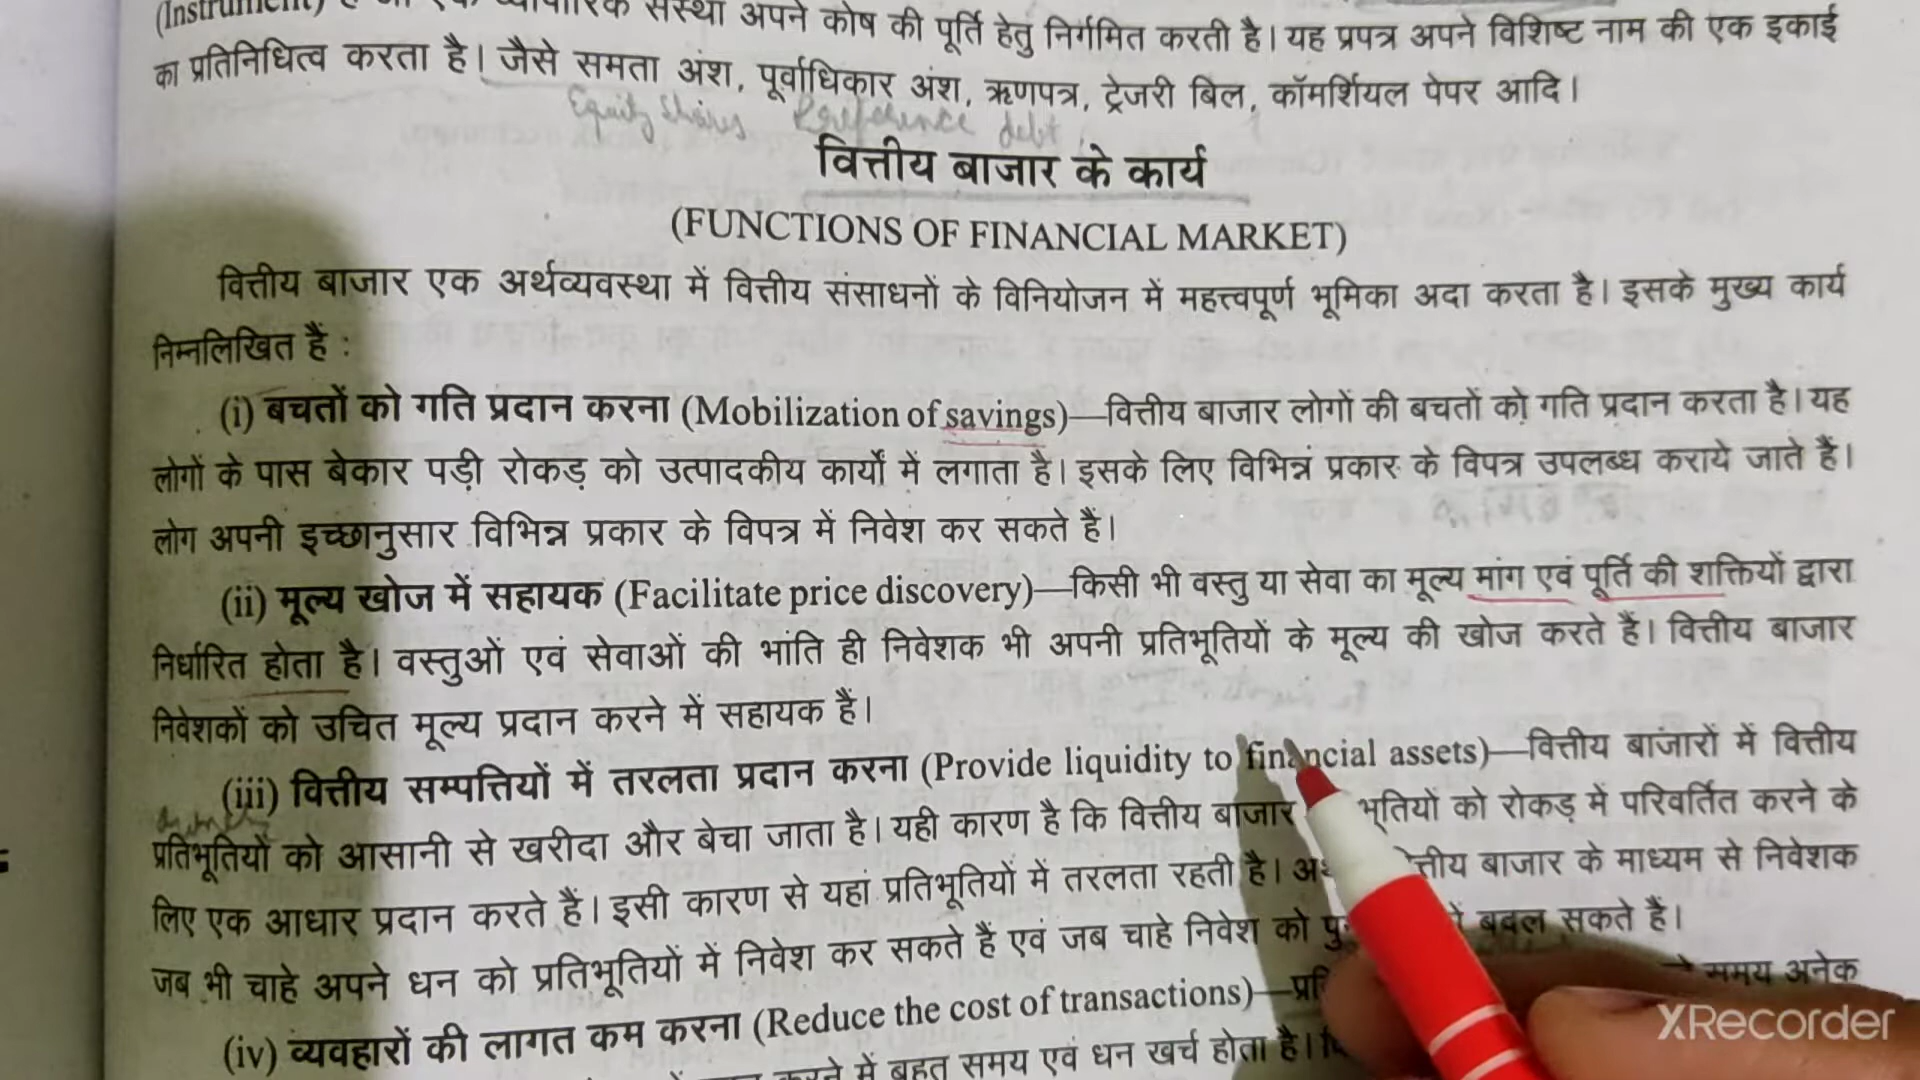 (Instrument) है जो एक व्यापारिक संस्था अपने कोष की पूर्ति हेतु निर्गमित करती है। यह प्रपत्र अपने विशिष्ट नाम की एक इकाई
का प्रतिनिधित्व करता है। जैसे समता अंश, पूर्वाधिकार अंश, ऋणपत्र, ट्रेजरी बिल, कॉमर्शियल पेपर आदि।
Equity Shares Preference debt
वित्तीय बाजार के कार्य
(FUNCTIONS OF FINANCIAL MARKET)
वित्तीय बाजार एक अर्थव्यवस्था में वित्तीय संसाधनों के विनियोजन में महत्त्वपूर्ण भूमिका अदा करता है। इसके मुख्य कार्य
निम्नलिखित हैं :
(i) बचतों को गति प्रदान करना (Mobilization of savings)—वित्तीय बाजार लोगों की बचतों को गति प्रदान करता है। यह
लोगों के पास बेकार पड़ी रोकड़ को उत्पादकीय कार्यों में लगाता है। इसके लिए विभिन्न प्रकार के विपत्र उपलब्ध कराये जाते हैं।
लोग अपनी इच्छानुसार विभिन्न प्रकार के विपत्र में निवेश कर सकते हैं।
(ii) मूल्य खोज में सहायक (Facilitate price discovery)—किसी भी वस्तु या सेवा का मूल्य मांग एवं पूर्ति की शक्तियों द्वारा
निर्धारित होता है। वस्तुओं एवं सेवाओं की भांति ही निवेशक भी अपनी प्रतिभूतियों के मूल्य की खोज करते हैं। वित्तीय बाजार
निवेशकों को उचित मूल्य प्रदान करने में सहायक हैं।
(iii) वित्तीय सम्पत्तियों में तरलता प्रदान करना (Provide liquidity to financial assets)—वित्तीय बाजारों में वित्तीय
प्रतिभूतियों को आसानी से खरीदा और बेचा जाता है। यही कारण है कि वित्तीय बाजार भूतियों को रोकड़ में परिवर्तित करने के
लिए एक आधार प्रदान करते हैं। इसी कारण से यहां प्रतिभूतियों में तरलता रहती है। बाजार के माध्यम से निवेशक
जब भी चाहे अपने धन को प्रतिभूतियों में निवेश कर सकते हैं एवं जब चाहे निवेश को बदल सकते हैं।
(iv) व्यवहारों की लागत कम करना (Reduce the cost of transactions)— समय अनेक
करने में बहुत समय एवं धन खर्च होता है।
XRecorder